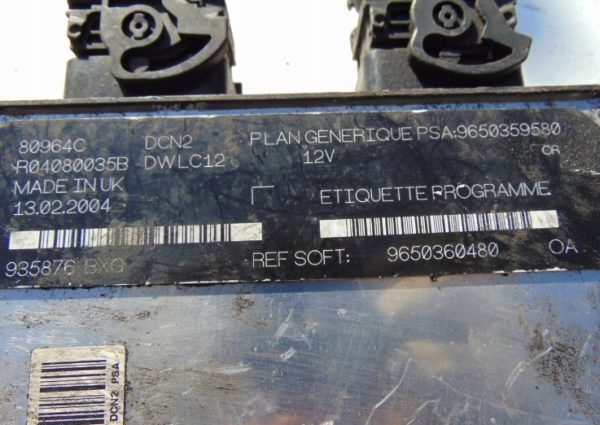 80964C DCN2 PLAN GENERIQUE PSA:9650359580
R04080035B DWLC12 12V OR
MADE IN UK ETIQUETTE PROGRAMME
13.02.2004
935876 BXG REF SOFT: 9650360480 OA
DCN2 PSA